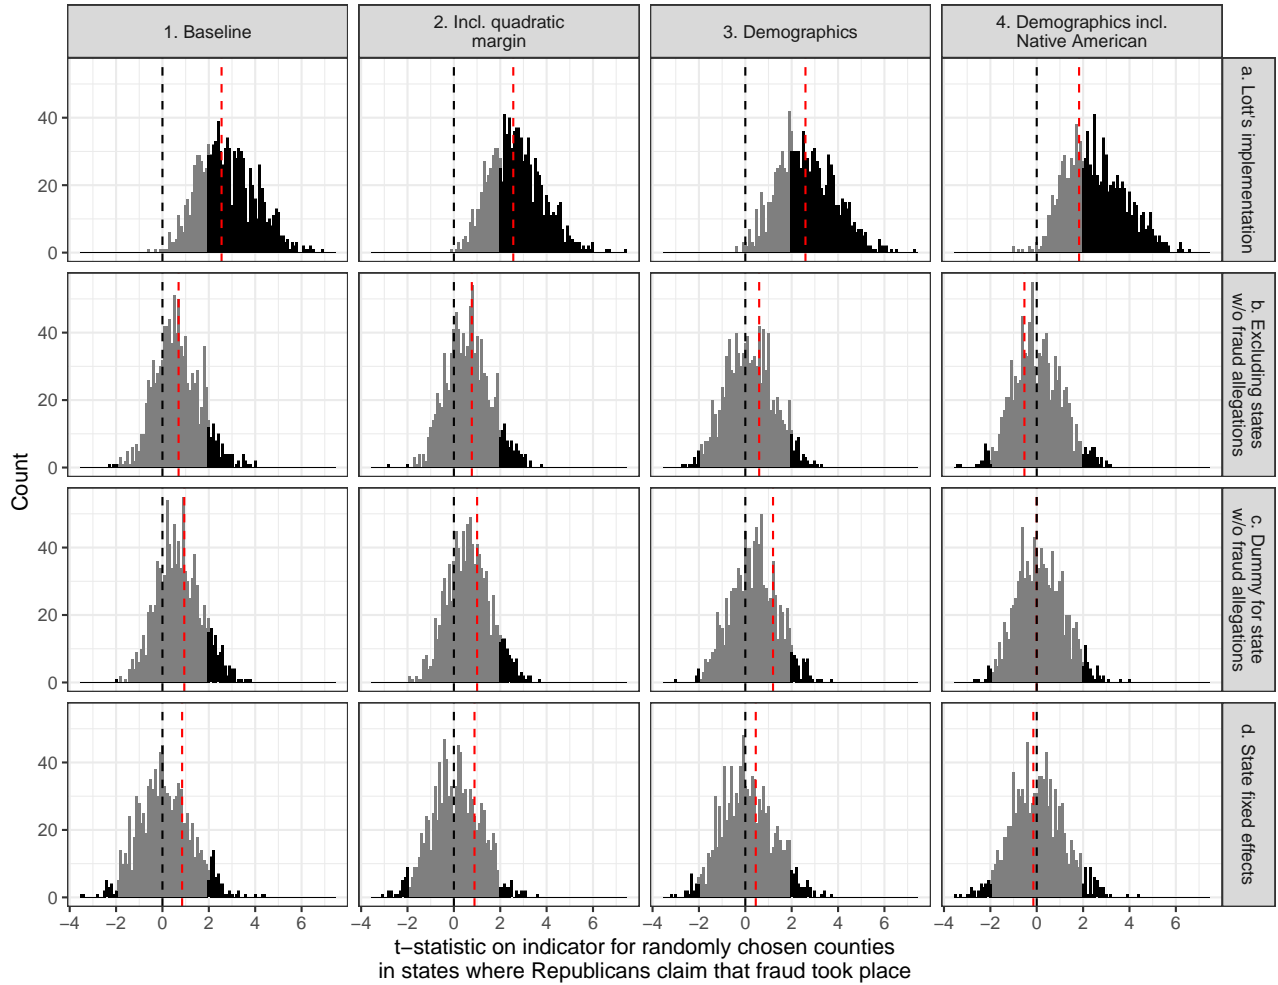 1. Baseline
2. Incl. quadratic
margin
3. Demographics
4. Demographics incl.
Native American
a. Lott's implementation
b. Excluding states
w/o fraud allegations
c. Dummy for state
w/o fraud allegations
d. State fixed effects
Count
40
20
0
40
20
0
40
20
0
40
20
0
−4 −2 0 2 4 6
−4 −2 0 2 4 6
−4 −2 0 2 4 6
−4 −2 0 2 4 6
t−statistic on indicator for randomly chosen counties
in states where Republicans claim that fraud took place